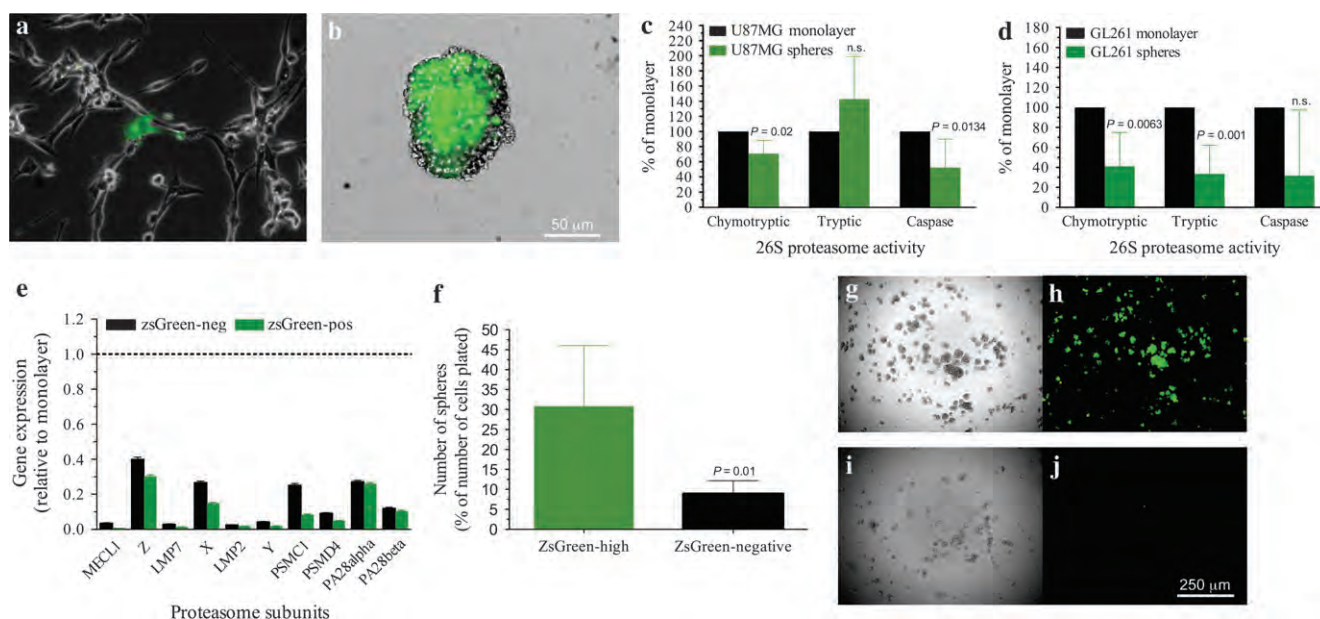 a
b
50 μm
c
U87MG monolayer
U87MG spheres
% of monolayer
240
220
200
180
160
140
120
100
80
60
40
20
0
P = 0.02
n.s.
P = 0.0134
Chymotryptic
Tryptic
Caspase
26S proteasome activity
d
GL261 monolayer
GL261 spheres
% of monolayer
180
160
140
120
100
80
60
40
20
0
P = 0.0063
P = 0.001
n.s.
Chymotryptic
Tryptic
Caspase
26S proteasome activity
e
zsGreen-neg
zsGreen-pos
Gene expression
(relative to monolayer)
1.2
1.0
0.8
0.6
0.4
0.2
0.0
MECL1
Z
LMP7
X
LMP2
Y
PSMC1
PSMD4
PA28alpha
PA28beta
Proteasome subunits
f
Number of spheres
(% of number of cells plated)
50
45
40
35
30
25
20
15
10
5
0
P = 0.01
ZsGreen-high
ZsGreen-negative
g
h
i
j
250 μm